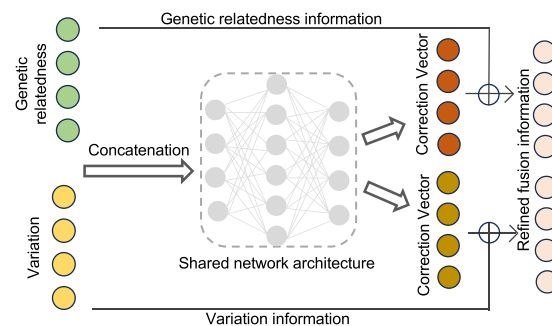 Genetic relatedness information
Genetic
relatedness
Concatenation
Variation
Shared network architecture
Correction Vector
Correction Vector
Refined fusion information
Variation information